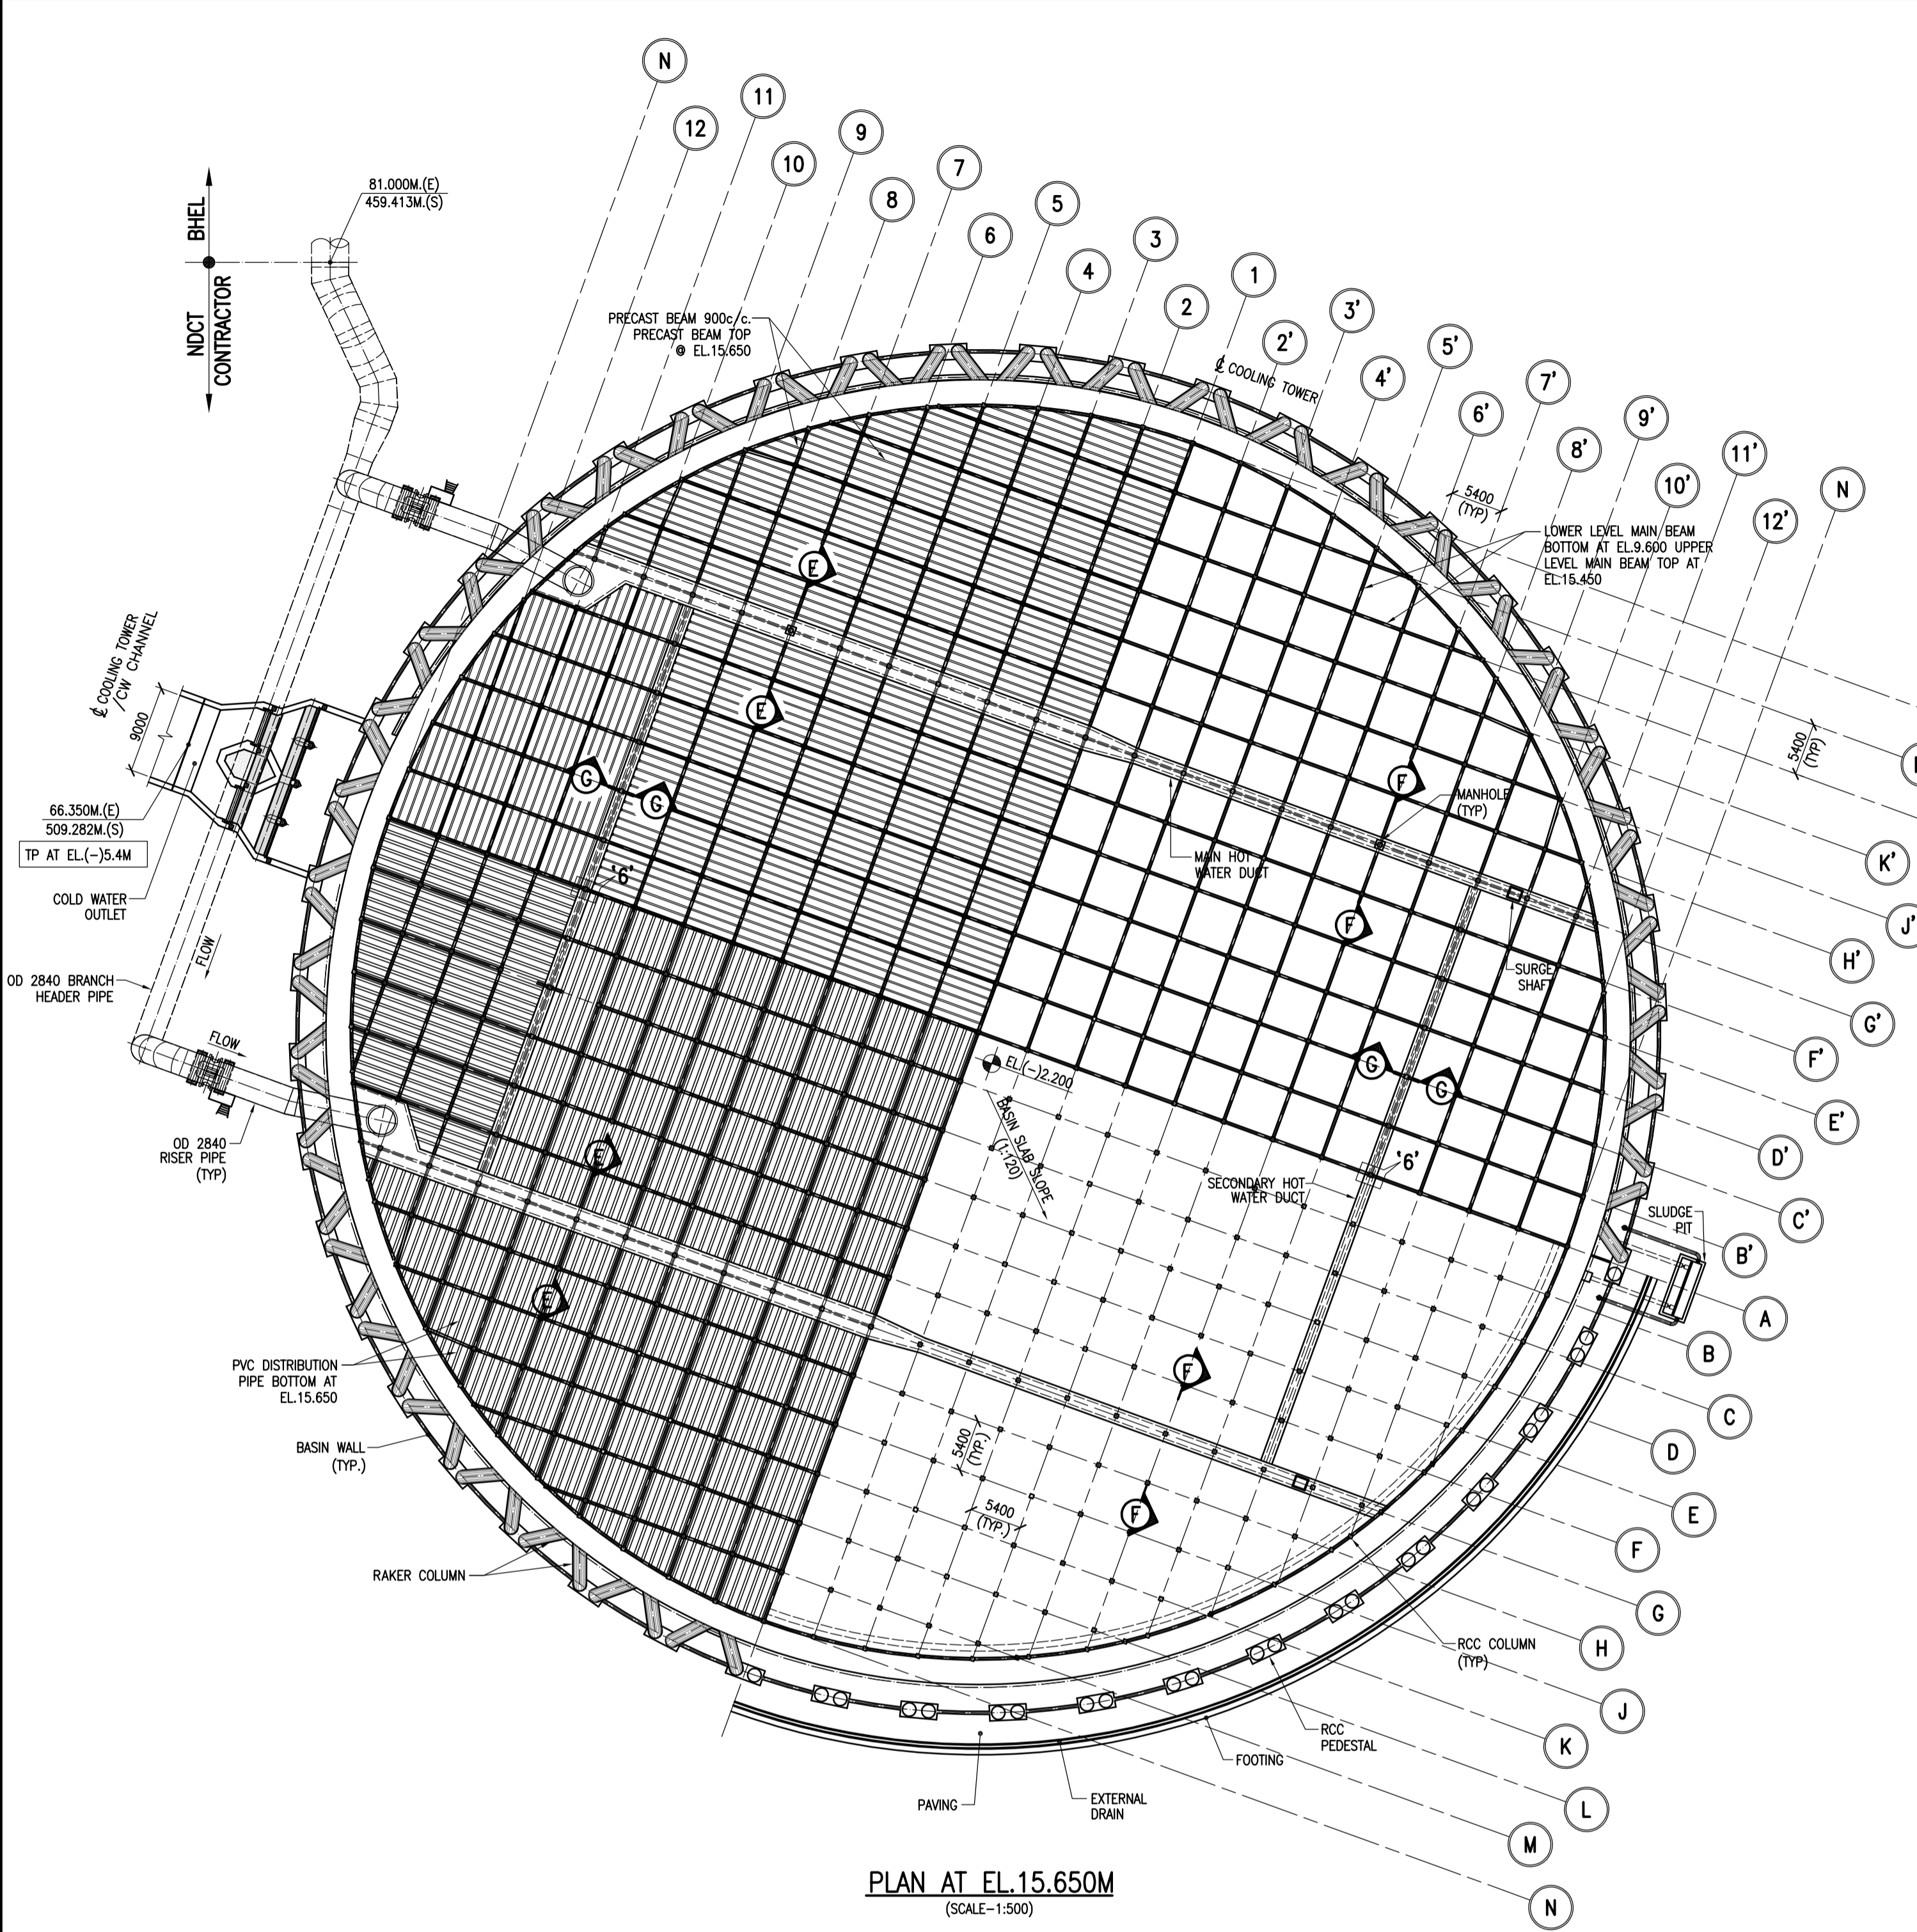 N
11
12
9
10
7
8
5
6
3
4
1
2
3'
2'
5'
4'
7'
6'
9'
8'
11'
10'
N
12'
81.000M.(E)
459.413M.(S)
BHEL
NDCT
CONTRACTOR
PRECAST BEAM 900c/c.
PRECAST BEAM TOP
@ EL.15.650
℄ COOLING TOWER
5400
(TYP)
LOWER LEVEL MAIN BEAM
BOTTOM AT EL.9.600 UPPER
LEVEL MAIN BEAM TOP AT
EL.15.450
5400
(TYP)
℄ COOLING TOWER
/CW CHANNEL
9000
66.350M.(E)
509.282M.(S)
TP AT EL.(-)5.4M
COLD WATER
OUTLET
FLOW
OD 2840 BRANCH
HEADER PIPE
FLOW
OD 2840
RISER PIPE
(TYP)
E
E
G
G
'6'
F
MANHOLE
(TYP)
MAIN HOT
WATER DUCT
F
SURGE
SHAFT
G
G
EL.(-)2.200
BASIN SLAB SLOPE
(1:120)
SECONDARY HOT
WATER DUCT
'6'
SLUDGE
PIT
E
E
F
F
5400
(TYP.)
5400
(TYP.)
PVC DISTRIBUTION
PIPE BOTTOM AT
EL.15.650
BASIN WALL
(TYP.)
RAKER COLUMN
RCC COLUMN
(TYP)
RCC
PEDESTAL
FOOTING
EXTERNAL
DRAIN
PAVING
K'
J'
H'
G'
F'
E'
D'
C'
B'
A
B
C
D
E
F
G
H
J
K
L
M
N
PLAN AT EL.15.650M
(SCALE-1:500)